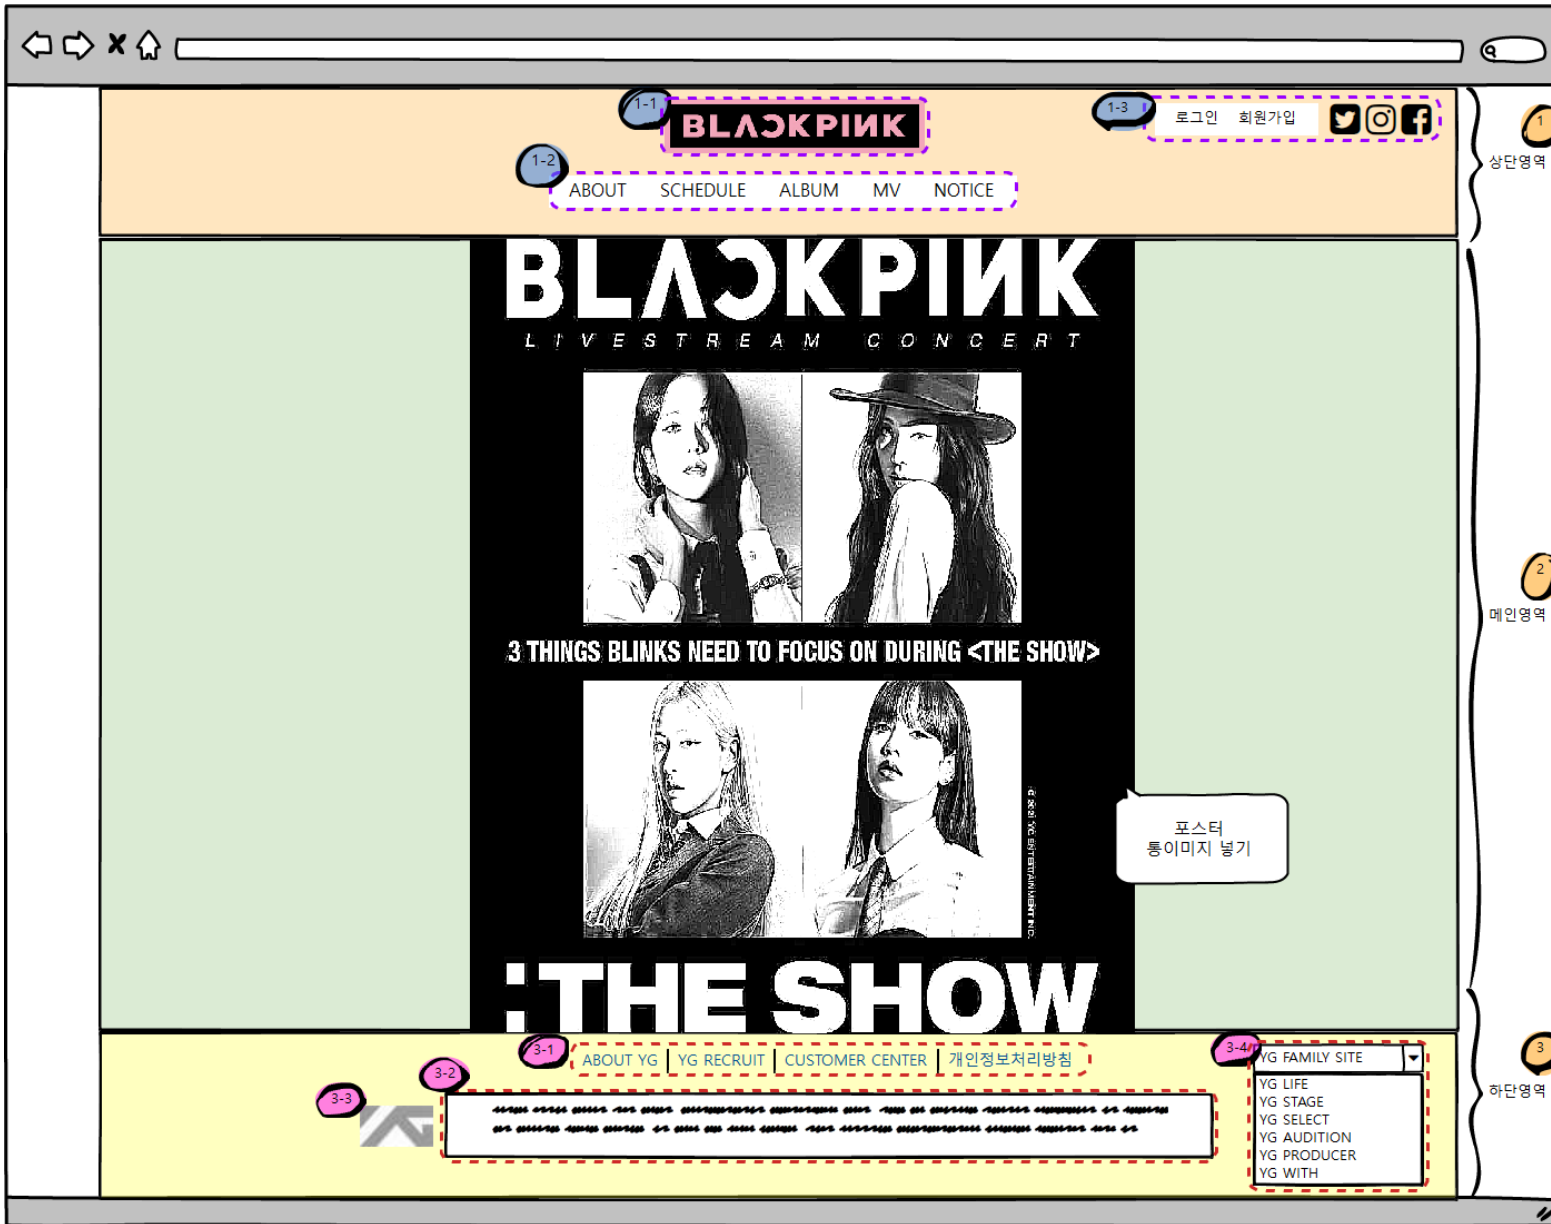 1-1
BLACKPINK
1-3
로그인 회원가입
1
상단영역
1-2
ABOUT SCHEDULE ALBUM MV NOTICE
BLACKPINK
LIVESTREAM CONCERT
3 THINGS BLINKS NEED TO FOCUS ON DURING <THE SHOW>
2
메인영역
© 2021 YG ENTERTAINMENT INC.
포스터
통이미지 넣기
:THE SHOW
3-1
ABOUT YG | YG RECRUIT | CUSTOMER CENTER | 개인정보처리방침
3-4
YG FAMILY SITE
YG LIFE
YG STAGE
YG SELECT
YG AUDITION
YG PRODUCER
YG WITH
3
하단영역
3-2
3-3
YG